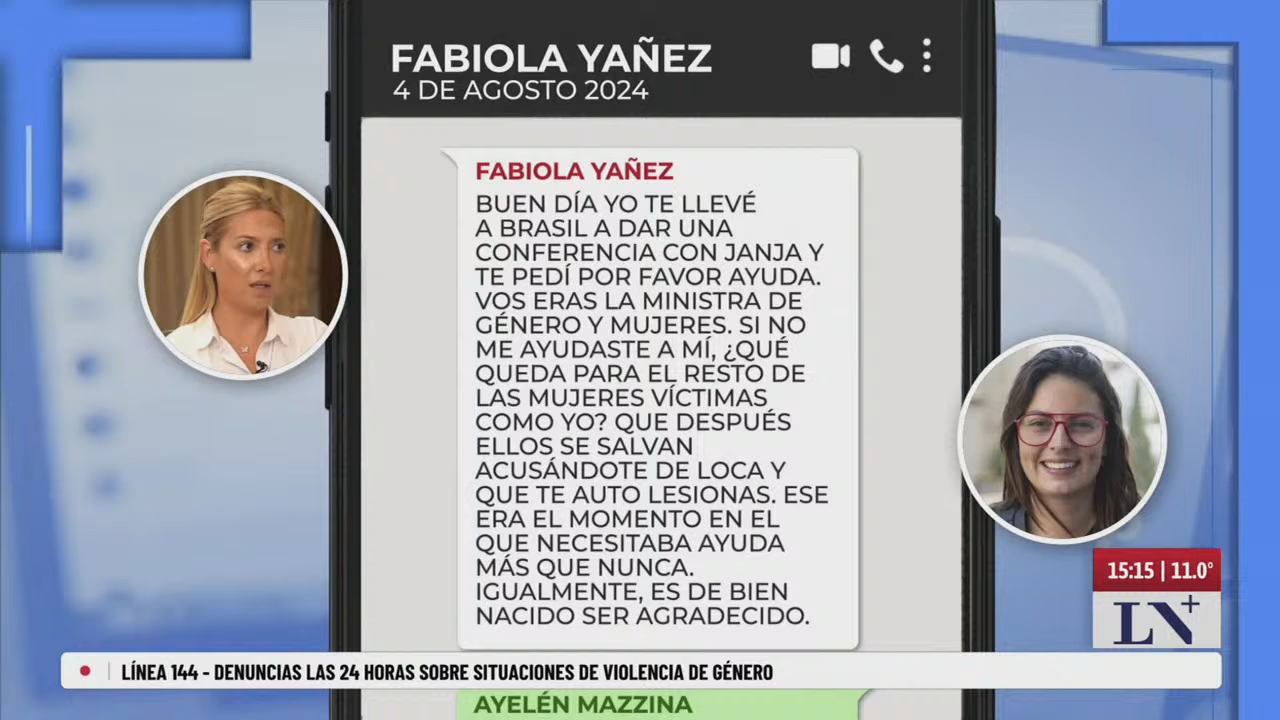 FABIOLA YAÑEZ
4 DE AGOSTO 2024
FABIOLA YAÑEZ
BUEN DÍA YO TE LLEVÉ
A BRASIL A DAR UNA
CONFERENCIA CON JANJA Y
TE PEDÍ POR FAVOR AYUDA.
VOS ERAS LA MINISTRA DE
GÉNERO Y MUJERES. SI NO
ME AYUDASTE A MÍ, ¿QUÉ
QUEDA PARA EL RESTO DE
LAS MUJERES VÍCTIMAS
COMO YO? QUE DESPUÉS
ELLOS SE SALVAN
ACUSÁNDOTE DE LOCA Y
QUE TE AUTO LESIONAS. ESE
ERA EL MOMENTO EN EL
QUE NECESITABA AYUDA
MÁS QUE NUNCA.
IGUALMENTE, ES DE BIEN
NACIDO SER AGRADECIDO.
15:15 | 11.0°
LN+
LÍNEA 144 - DENUNCIAS LAS 24 HORAS SOBRE SITUACIONES DE VIOLENCIA DE GÉNERO
AYELÉN MAZZINA